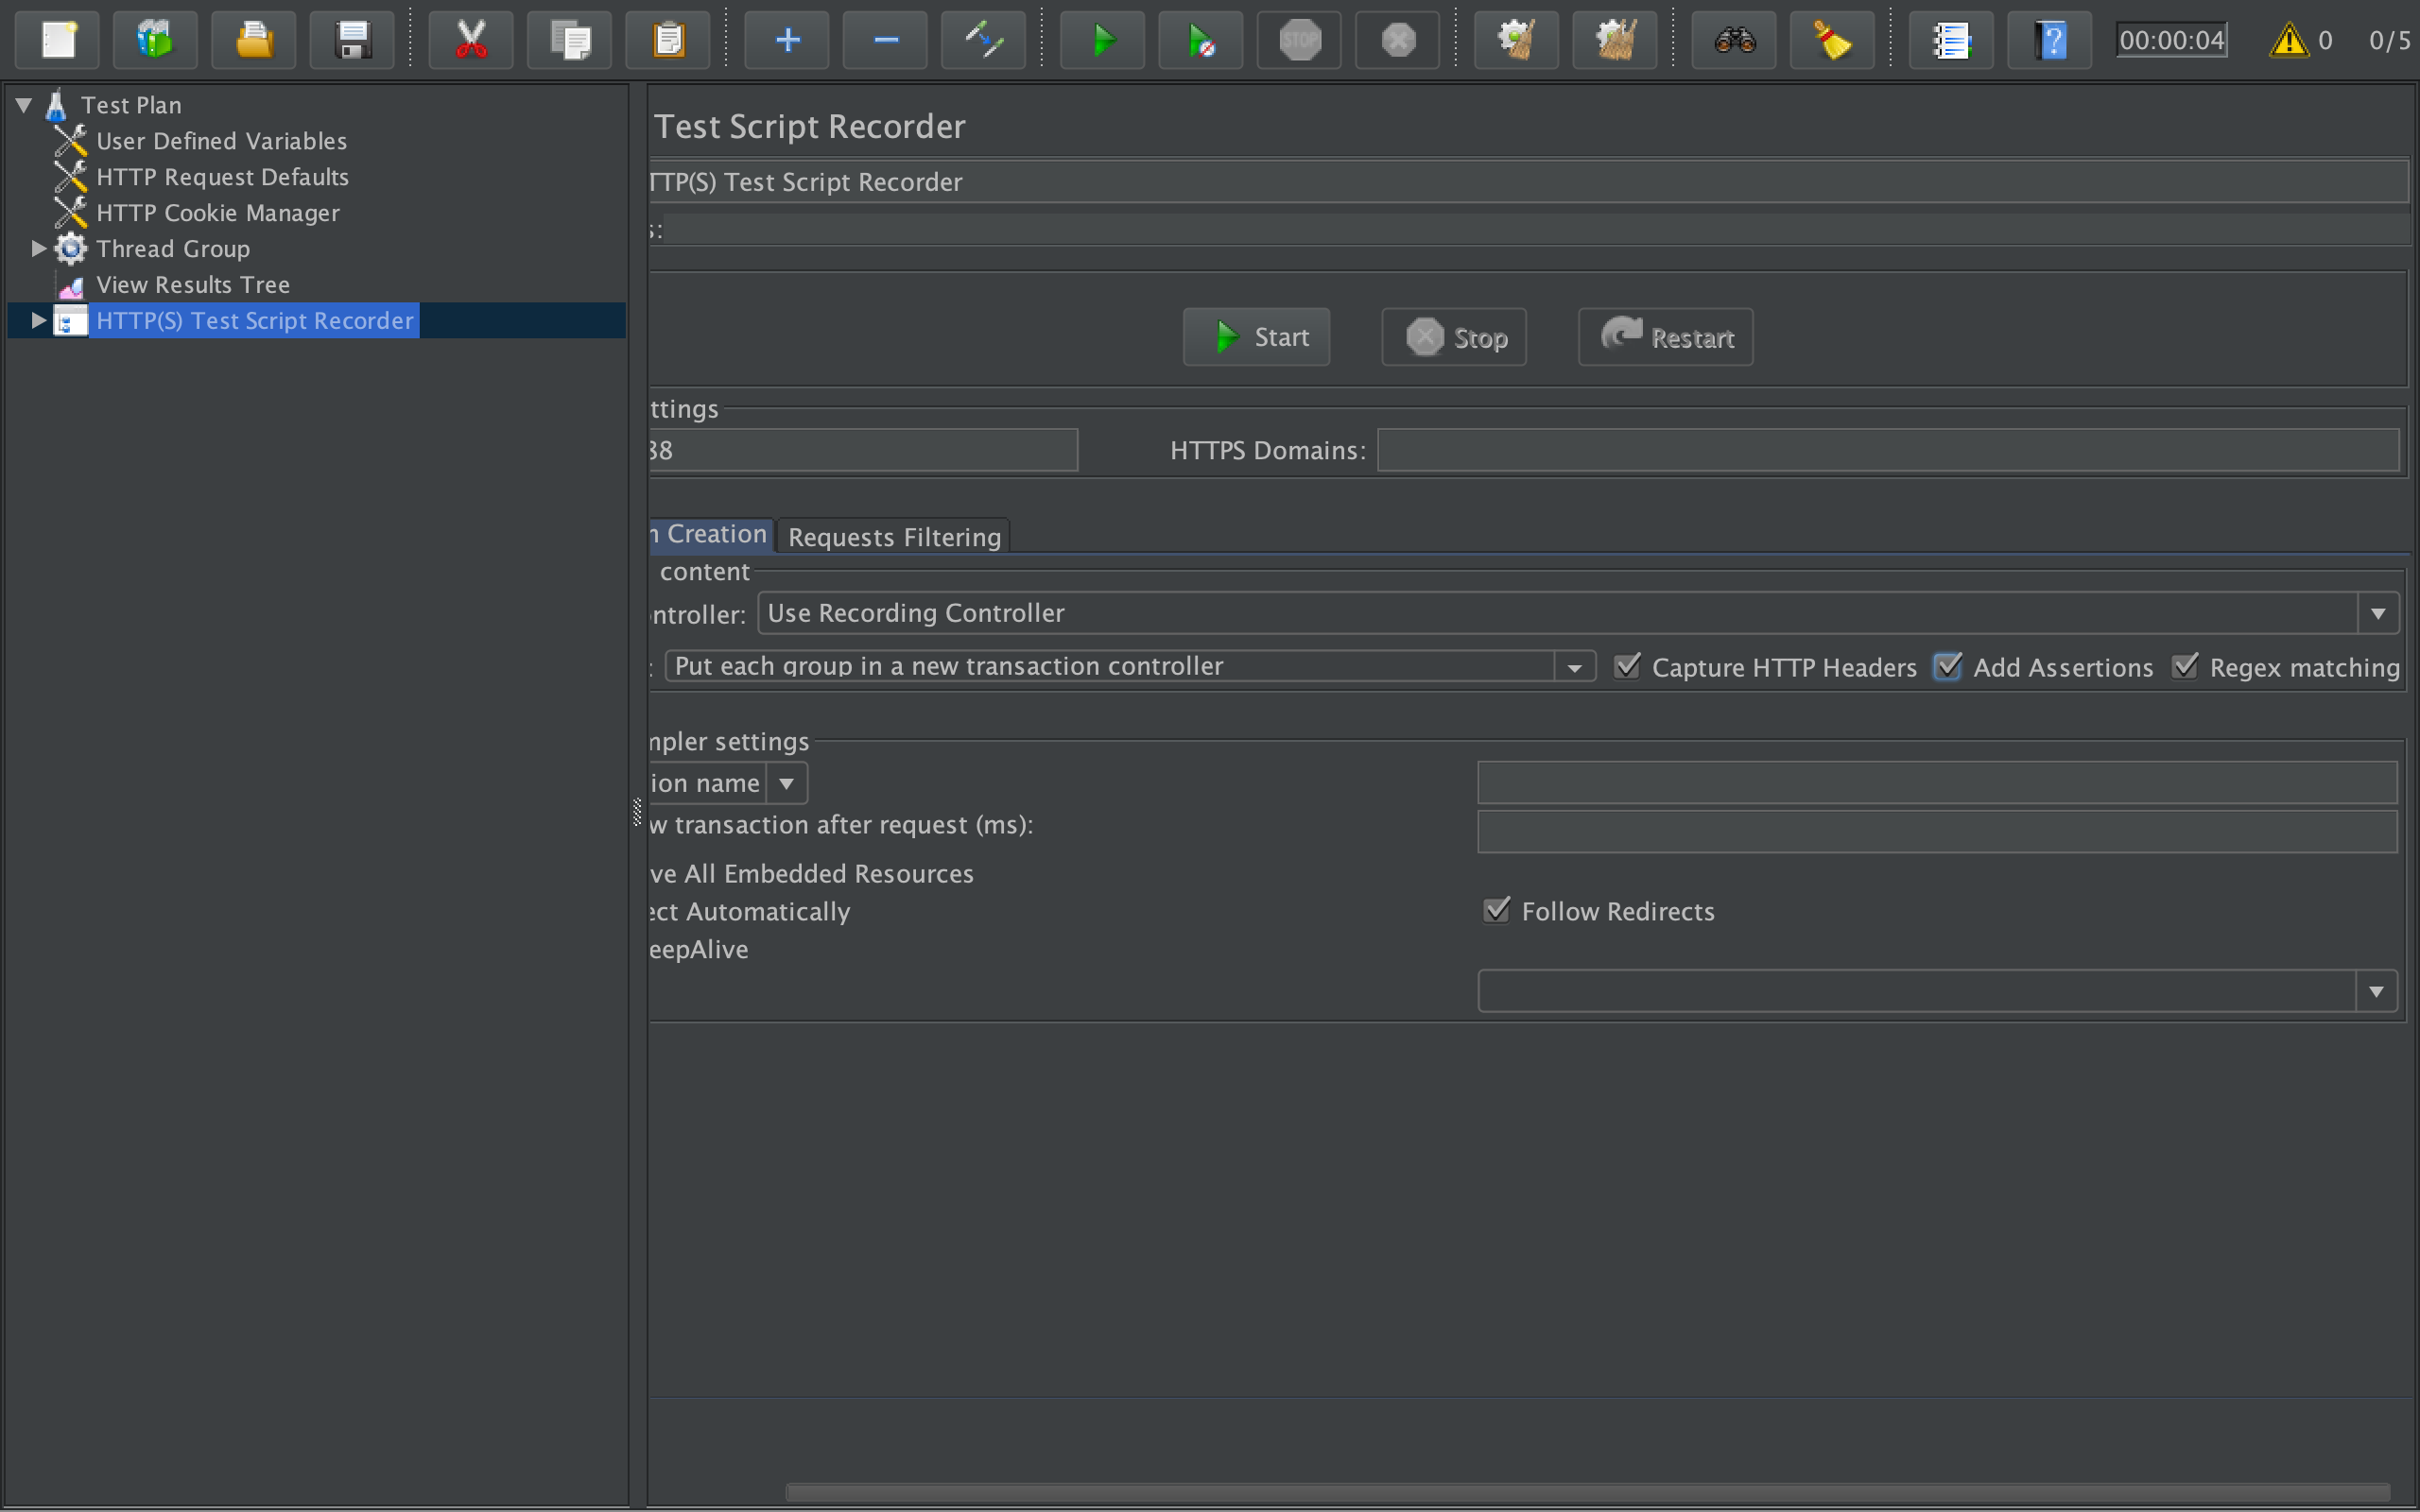 STOP
?
00:00:04
0
0/5
Test Plan
User Defined Variables
HTTP Request Defaults
HTTP Cookie Manager
Thread Group
View Results Tree
HTTP(S) Test Script Recorder
Test Script Recorder
TTP(S) Test Script Recorder
s:
Start
Stop
Restart
ttings
38
HTTPS Domains:
n Creation
Requests Filtering
content
ntroller:
Use Recording Controller
:
Put each group in a new transaction controller
Capture HTTP Headers
Add Assertions
Regex matching
mpler settings
ion name
w transaction after request (ms):
ve All Embedded Resources
ect Automatically
Follow Redirects
eepAlive